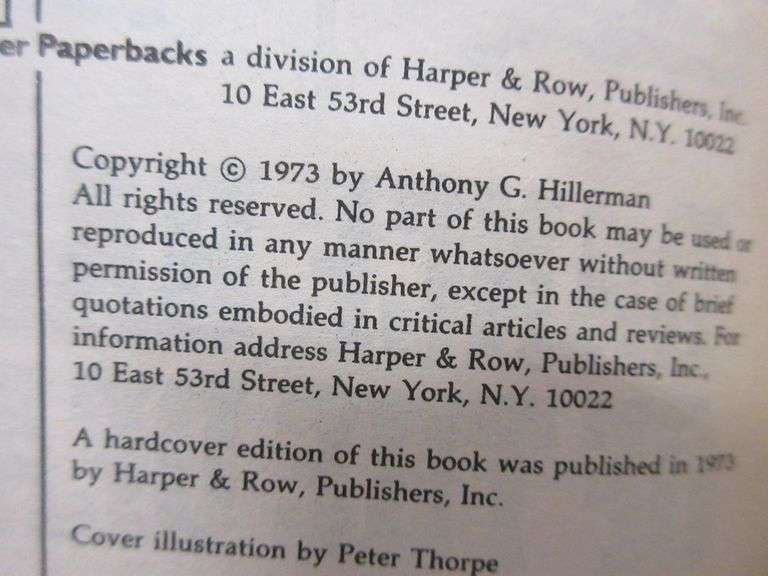 er Paperbacks a division of Harper & Row, Publishers, Inc.
10 East 53rd Street, New York, N.Y. 10022
Copyright © 1973 by Anthony G. Hillerman
All rights reserved. No part of this book may be used or
reproduced in any manner whatsoever without written
permission of the publisher, except in the case of brief
quotations embodied in critical articles and reviews. For
information address Harper & Row, Publishers, Inc.,
10 East 53rd Street, New York, N.Y. 10022
A hardcover edition of this book was published in 1973
by Harper & Row, Publishers, Inc.
Cover illustration by Peter Thorpe